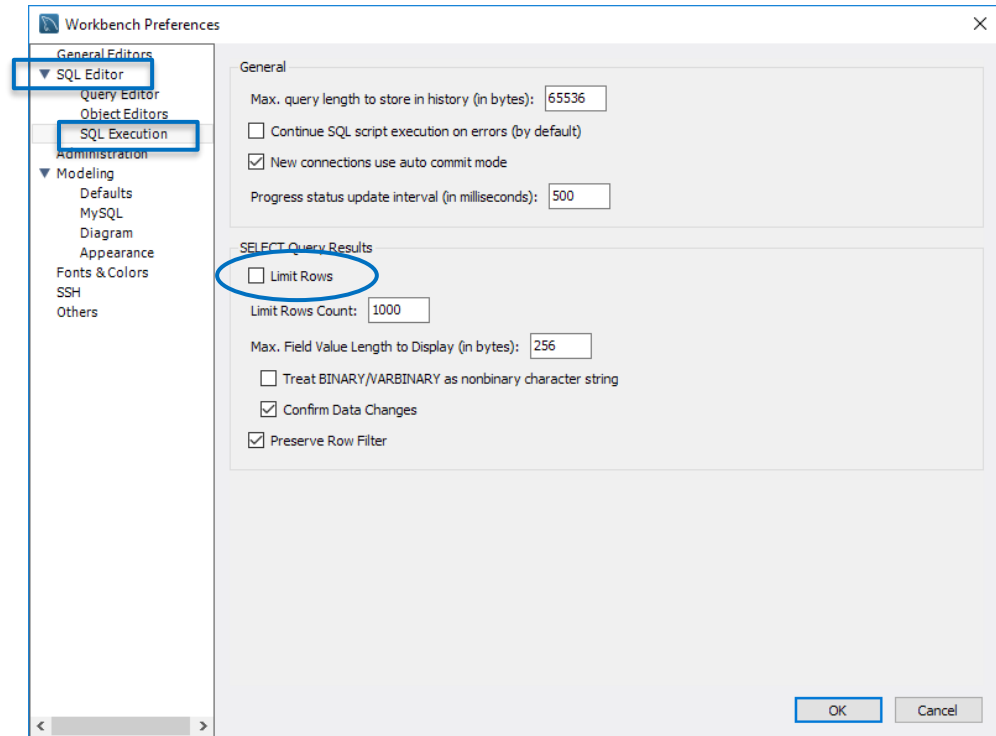 Workbench Preferences
General Editors
SQL Editor
Query Editor
Object Editors
SQL Execution
Administration
Modeling
Defaults
MySQL
Diagram
Appearance
Fonts & Colors
SSH
Others
General
Max. query length to store in history (in bytes): 65536
Continue SQL script execution on errors (by default)
New connections use auto commit mode
Progress status update interval (in milliseconds): 500
SELECT Query Results
Limit Rows
Limit Rows Count: 1000
Max. Field Value Length to Display (in bytes): 256
Treat BINARY/VARBINARY as nonbinary character string
Confirm Data Changes
Preserve Row Filter
OK Cancel